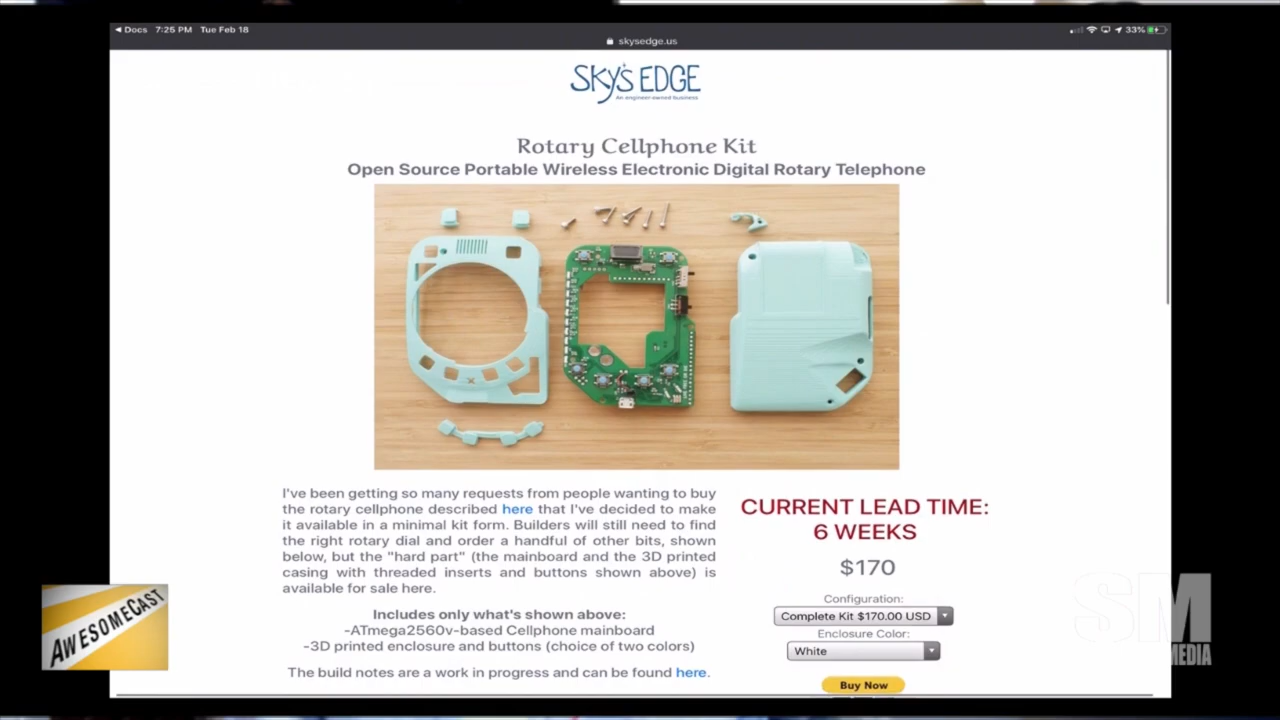 Docs 7:25 PM Tue Feb 18
33%
skysedge.us
SKY'S EDGE
An engineer-owned business
Rotary Cellphone Kit
Open Source Portable Wireless Electronic Digital Rotary Telephone
I've been getting so many requests from people wanting to buy
the rotary cellphone described here that I've decided to make
it available in a minimal kit form. Builders will still need to find
the right rotary dial and order a handful of other bits, shown
below, but the "hard part" (the mainboard and the 3D printed
casing with threaded inserts and buttons shown above) is
available for sale here.
Includes only what's shown above:
-ATmega2560v-based Cellphone mainboard
-3D printed enclosure and buttons (choice of two colors)
The build notes are a work in progress and can be found here.
CURRENT LEAD TIME:
6 WEEKS
$170
Configuration:
Complete Kit $170.00 USD
Enclosure Color:
White
Buy Now
AWESOMECAST
SM
MEDIA